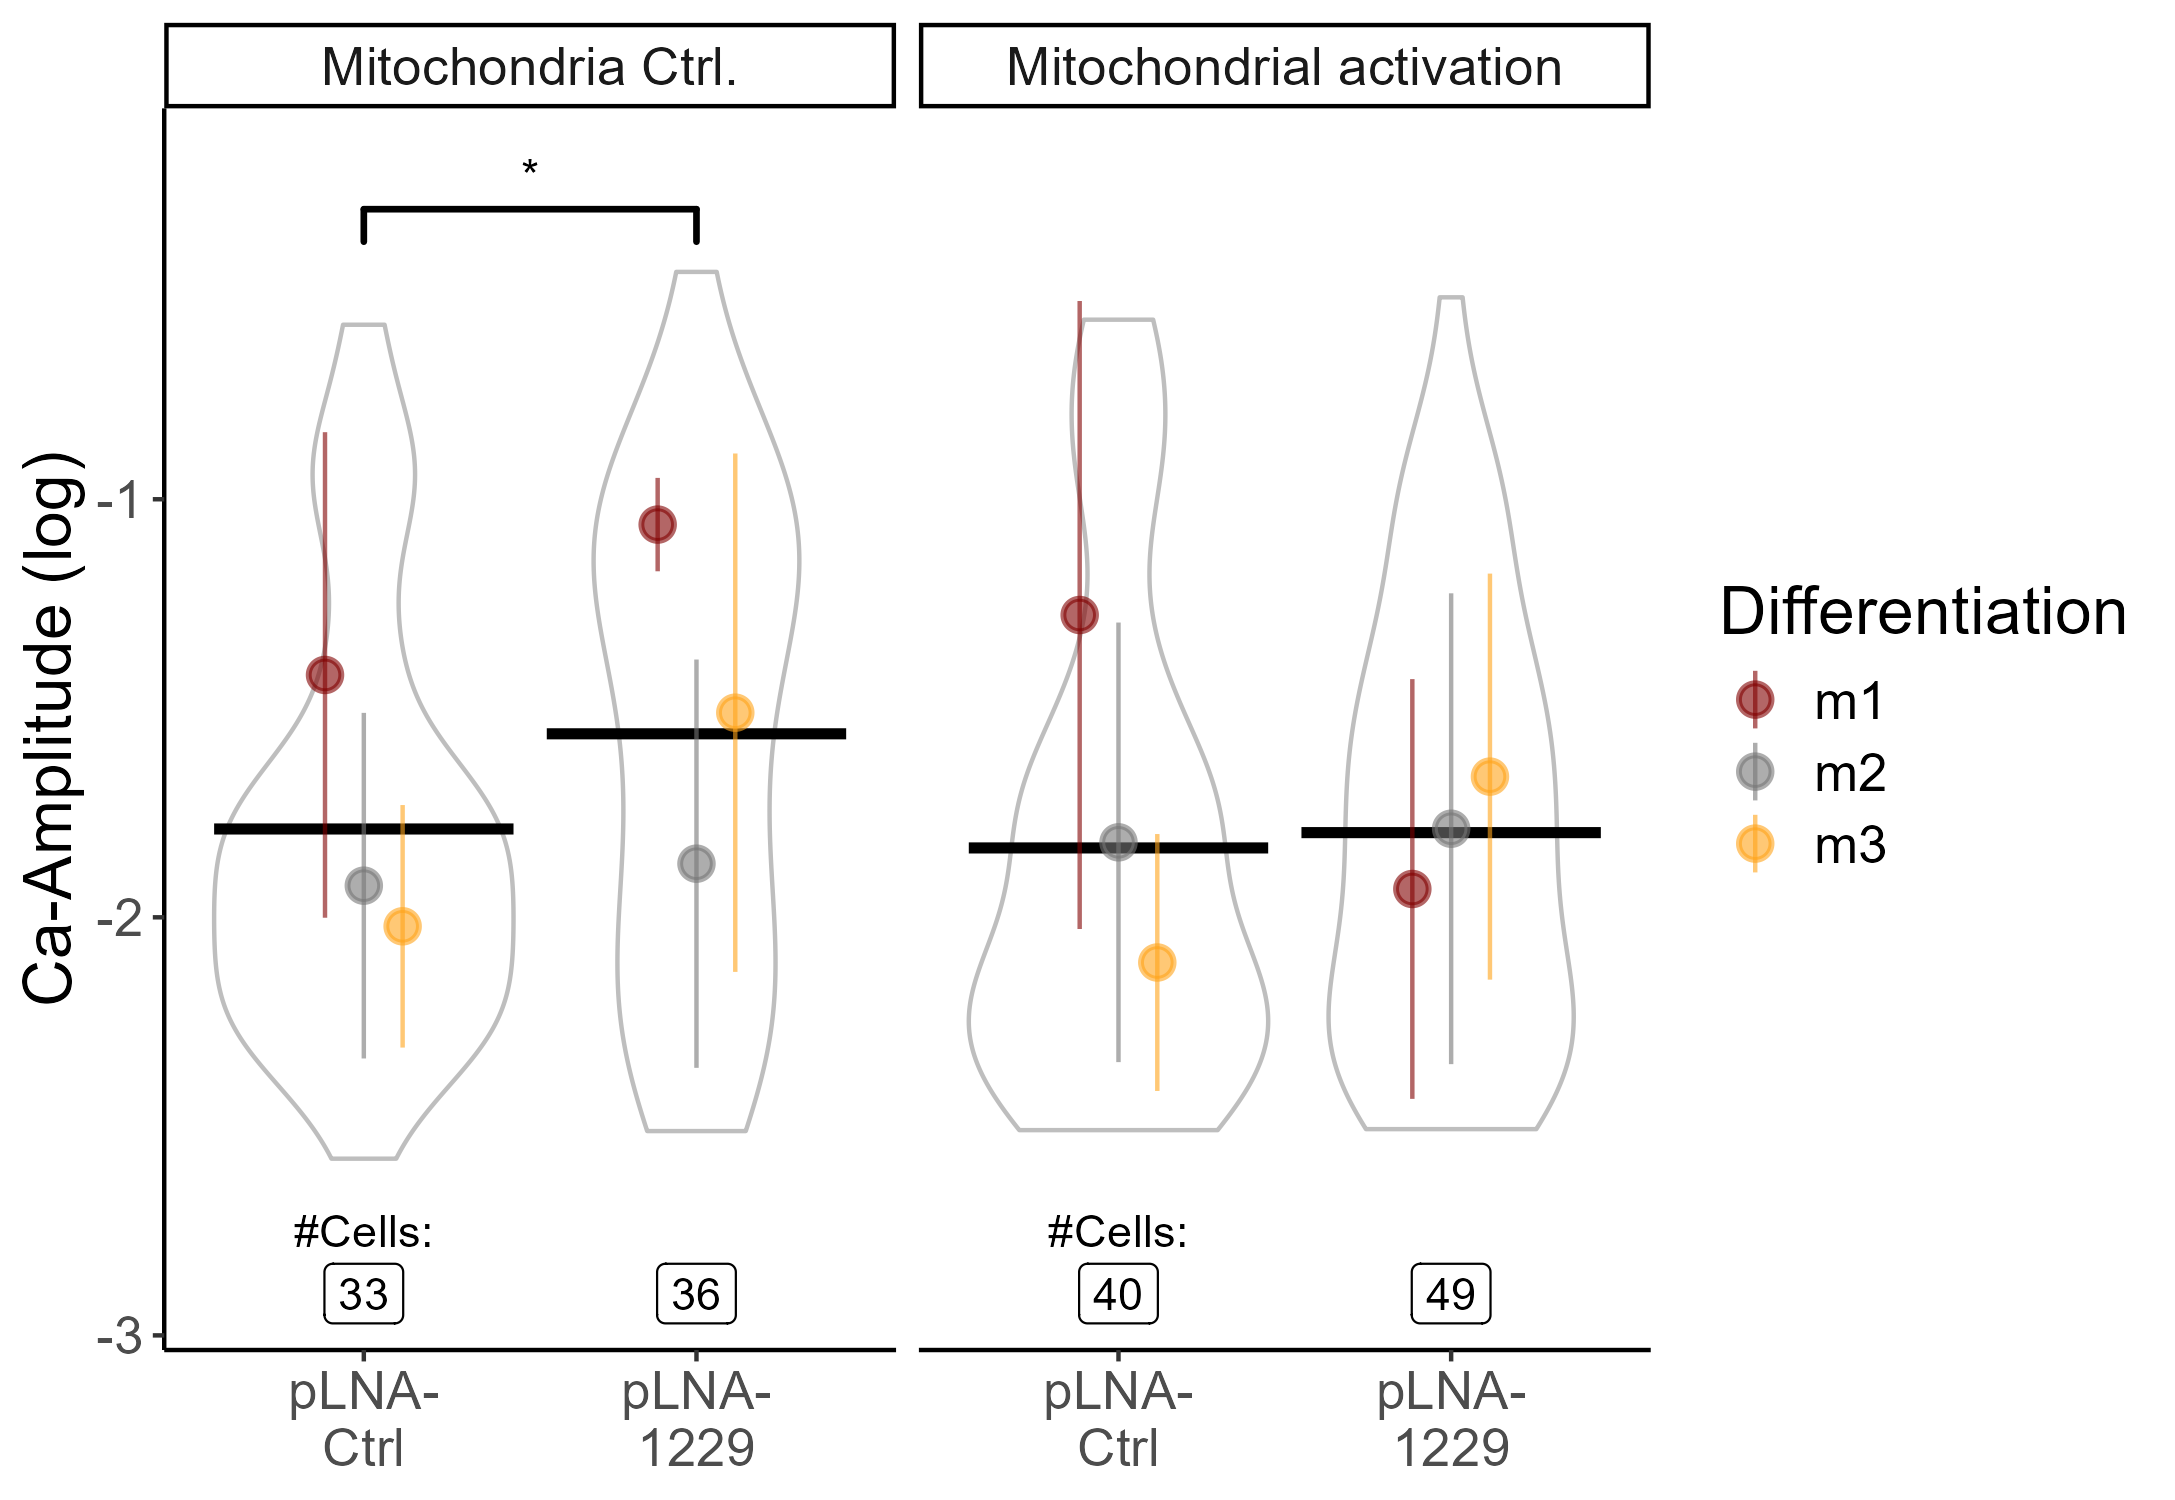 Mitochondria Ctrl.
Mitochondrial activation
*
Ca-Amplitude (log)
-1
-2
-3
#Cells:
33
36
#Cells:
40
49
pLNA-
Ctrl
pLNA-
1229
pLNA-
Ctrl
pLNA-
1229
Differentiation
m1
m2
m3